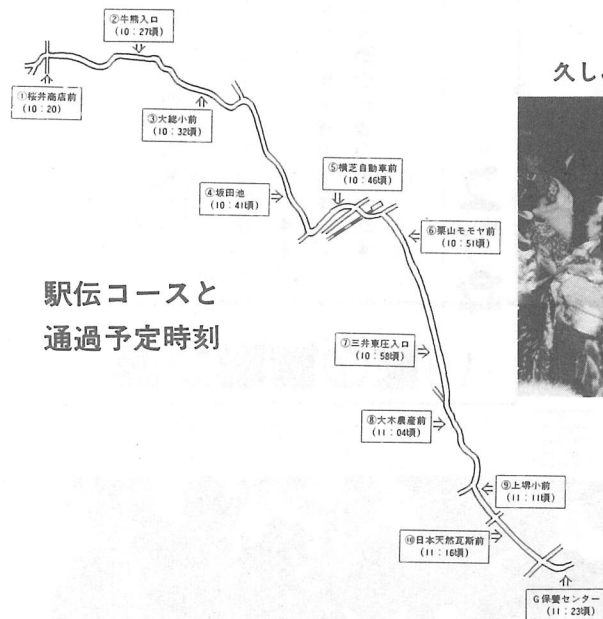 ②牛熊入口
(10:27頃)
①桜井商店前
(10:20)
③大総小前
(10:32頃)
久し
④坂田池
(10:41頃)
⑤横芝自動車前
(10:46頃)
⑥栗山モモヤ前
(10:51頃)
駅伝コースと
通過予定時刻
⑦三井東圧入口
(10:58頃)
⑧大木農産前
(11:04頃)
⑨上堺小前
(11:11頃)
⑩日本天然瓦斯前
(11:16頃)
G保養センター
(11:23頃)